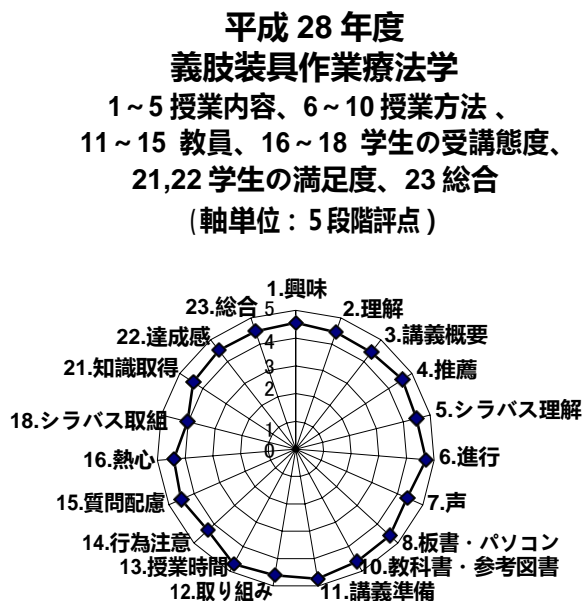 平成 28 年度
義肢装具作業療法学
1～5 授業内容、6～10 授業方法 、
11～15 教員、16～18 学生の受講態度、
21,22 学生の満足度、23 総合
（軸単位： 5 段階評点 ）
1.興味
2.理解
3.講義概要
4.推薦
5.シラバス理解
6.進行
7.声
8.板書・パソコン
10.教科書・参考図書
11.講義準備
12.取り組み
13.授業時間
14.行為注意
15.質問配慮
16.熱心
18.シラバス取組
21.知識取得
22.達成感
23.総合
5
4
3
2
1
0